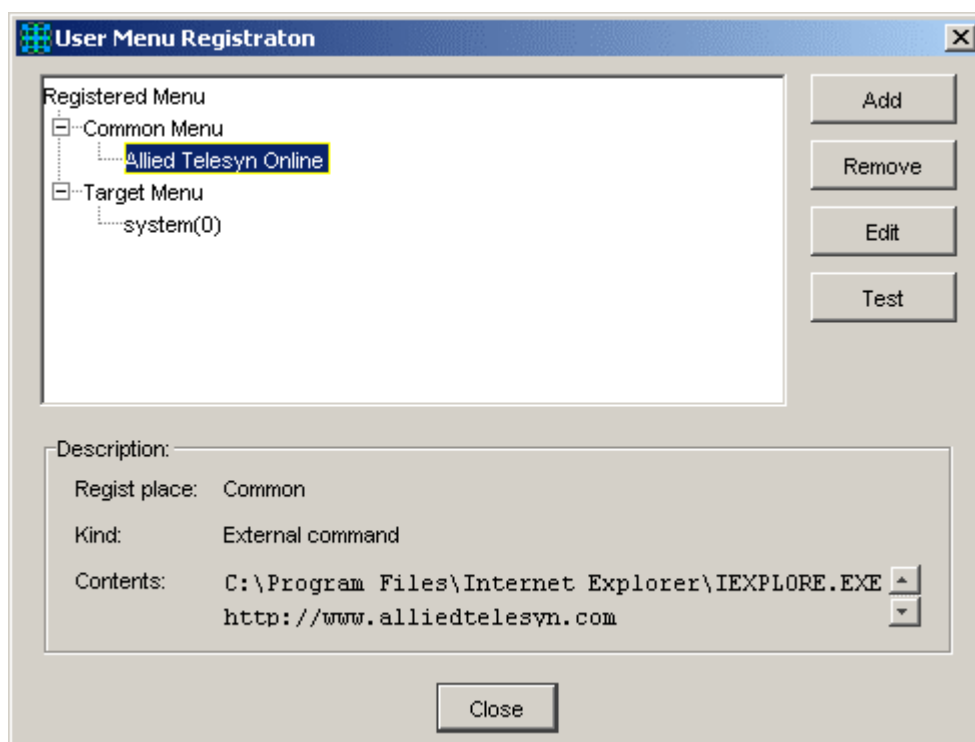 User Menu Registraton
Registered Menu
Common Menu
Allied Telesyn Online
Target Menu
system(0)
Add
Remove
Edit
Test
Description:
Regist place: Common
Kind: External command
Contents: C:\Program Files\Internet Explorer\IEXPLORE.EXE
http://www.alliedtelesyn.com
Close